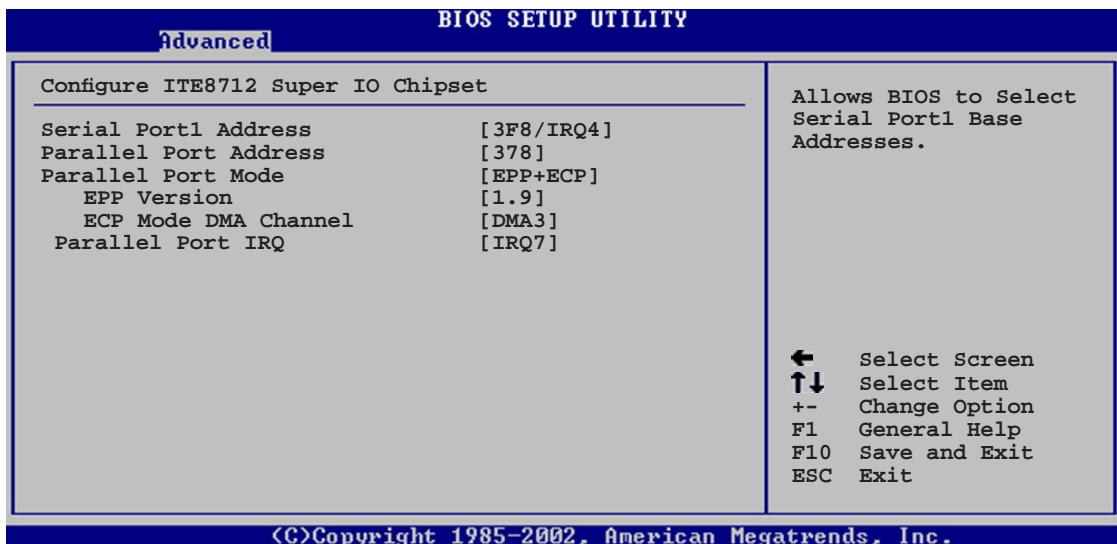 BIOS SETUP UTILITY
Advanced
Configure ITE8712 Super IO Chipset
Serial Port1 Address [3F8/IRQ4]
Parallel Port Address [378]
Parallel Port Mode [EPP+ECP]
EPP Version [1.9]
ECP Mode DMA Channel [DMA3]
Parallel Port IRQ [IRQ7]
Allows BIOS to Select
Serial Port1 Base
Addresses.
← Select Screen
↑↓ Select Item
+- Change Option
F1 General Help
F10 Save and Exit
ESC Exit
(C)Copyright 1985-2002, American Megatrends, Inc.